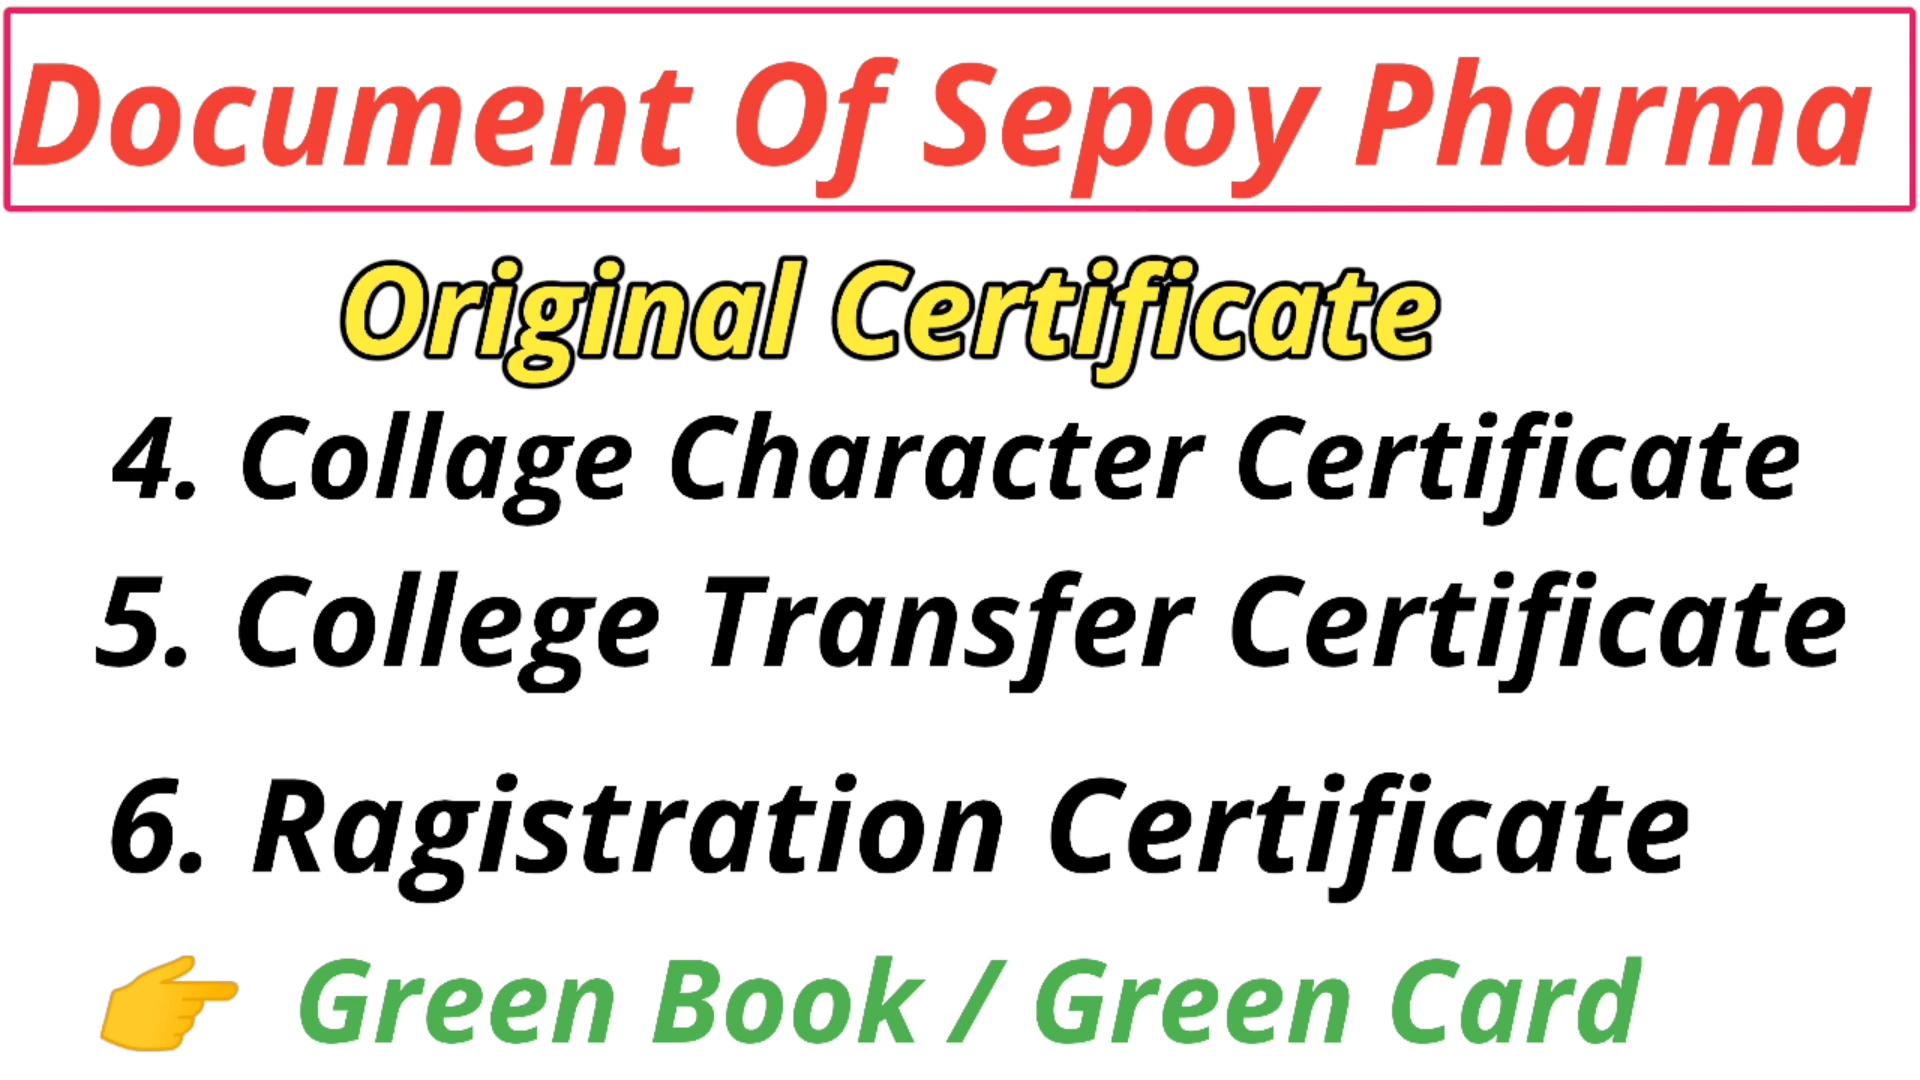 Document Of Sepoy Pharma
Original Certificate
4. Collage Character Certificate
5. College Transfer Certificate
6. Ragistration Certificate
👉 Green Book / Green Card